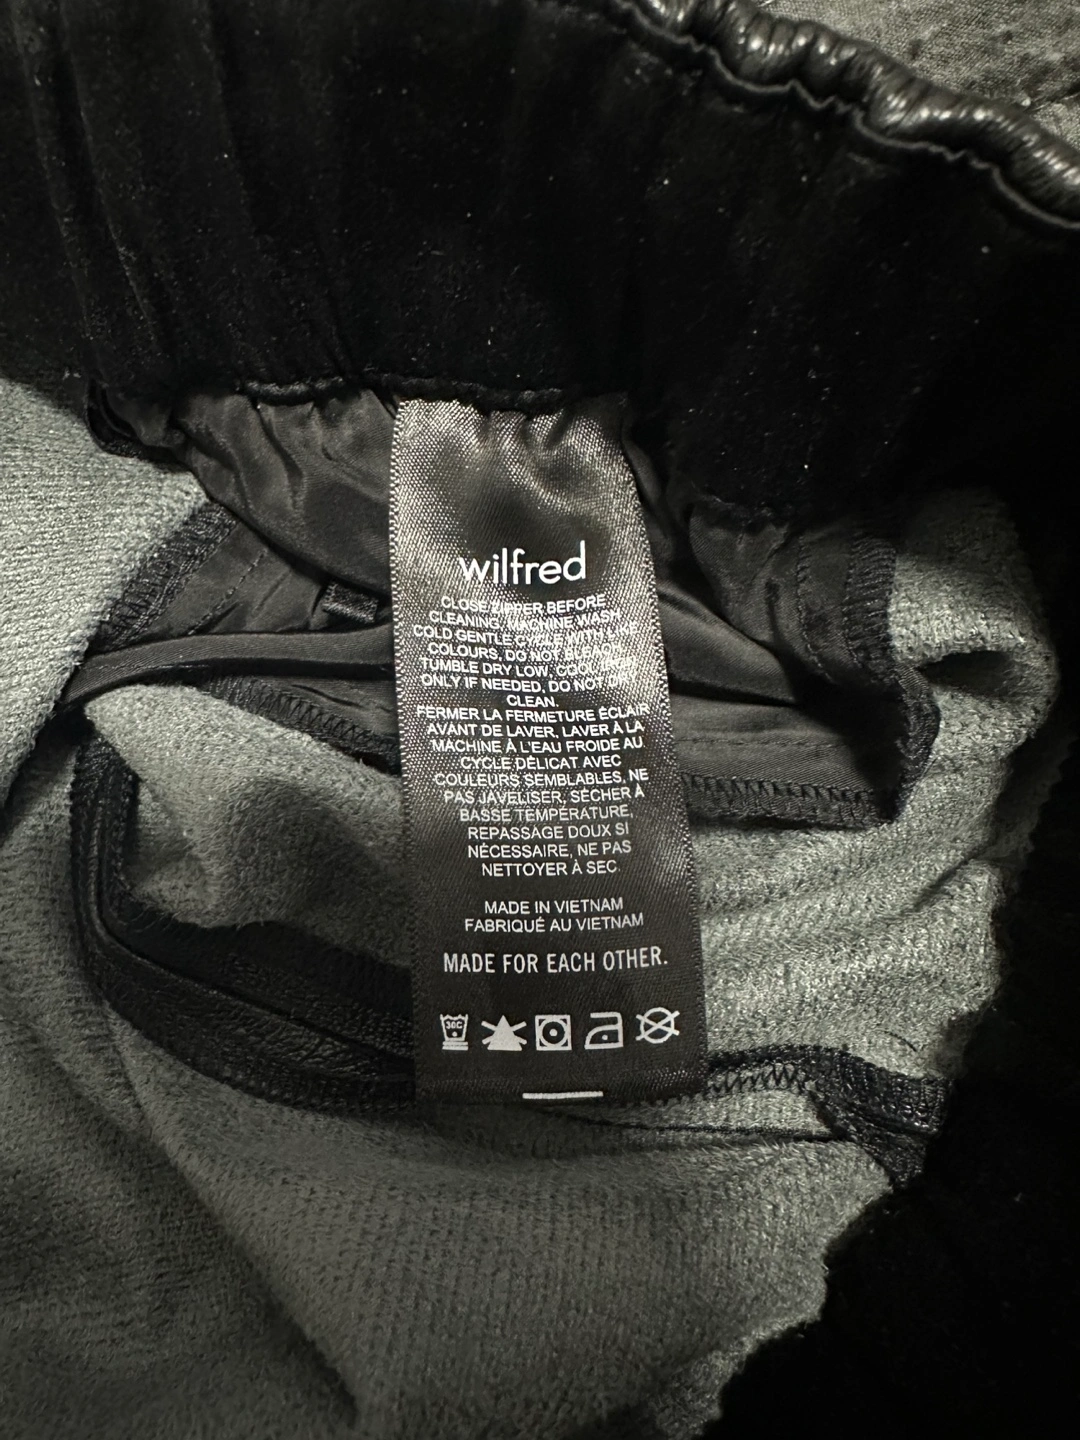 wilfred
CLOSE ZIPPER BEFORE
CLEANING, MACHINE WASH
COLD GENTLE CYCLE WITH LIKE
COLOURS, DO NOT BLEACH,
TUMBLE DRY LOW, COOL IRON
ONLY IF NEEDED, DO NOT DRY
CLEAN.
FERMER LA FERMETURE ÉCLAIR
AVANT DE LAVER, LAVER À LA
MACHINE À L'EAU FROIDE AU
CYCLE DÉLICAT AVEC
COULEURS SEMBLABLES, NE
PAS JAVELISER, SÉCHER À
BASSE TEMPÉRATURE,
REPASSAGE DOUX SI
NÉCESSAIRE, NE PAS
NETTOYER À SEC.
MADE IN VIETNAM
FABRIQUÉ AU VIETNAM
MADE FOR EACH OTHER.
30C